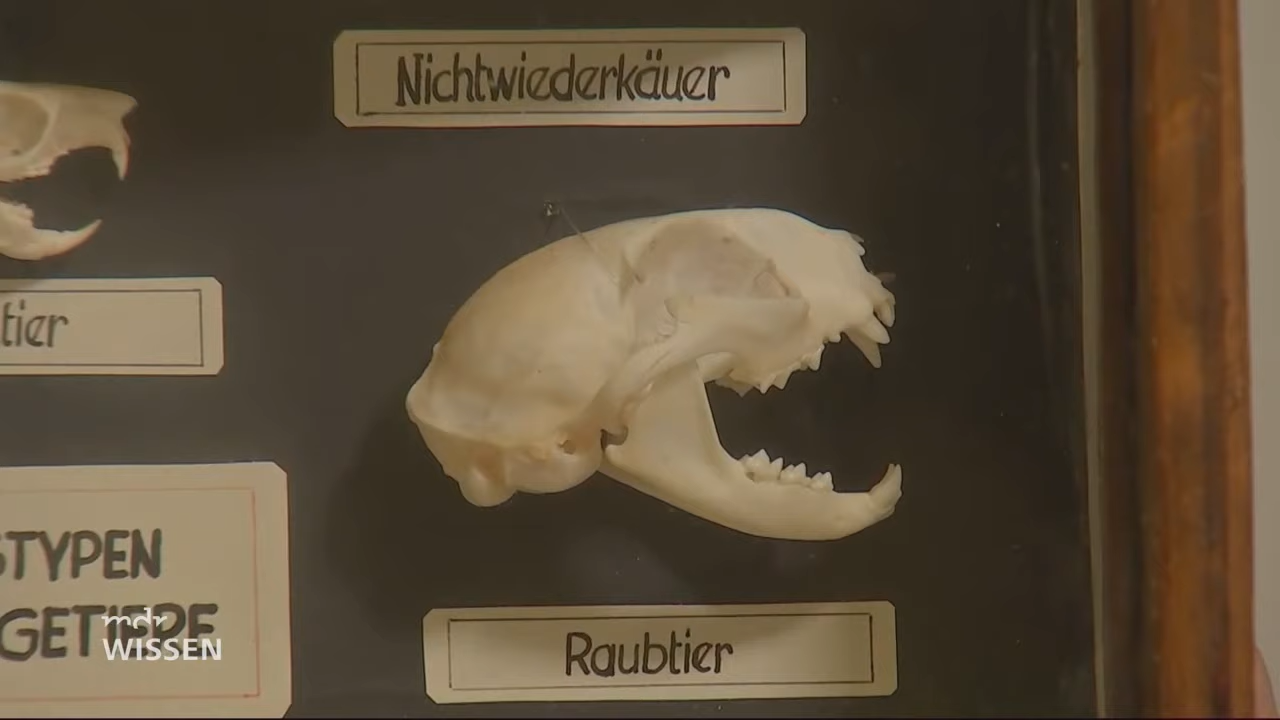 Nichtwiederkäuer
tier
STYPEN
GETIERE
mdr
WISSEN
Raubtier